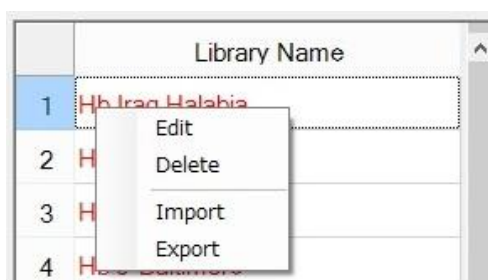 Library Name
1 Hb Iraq Halabja
Edit
2 H
Delete
3 H
Import
Export
4